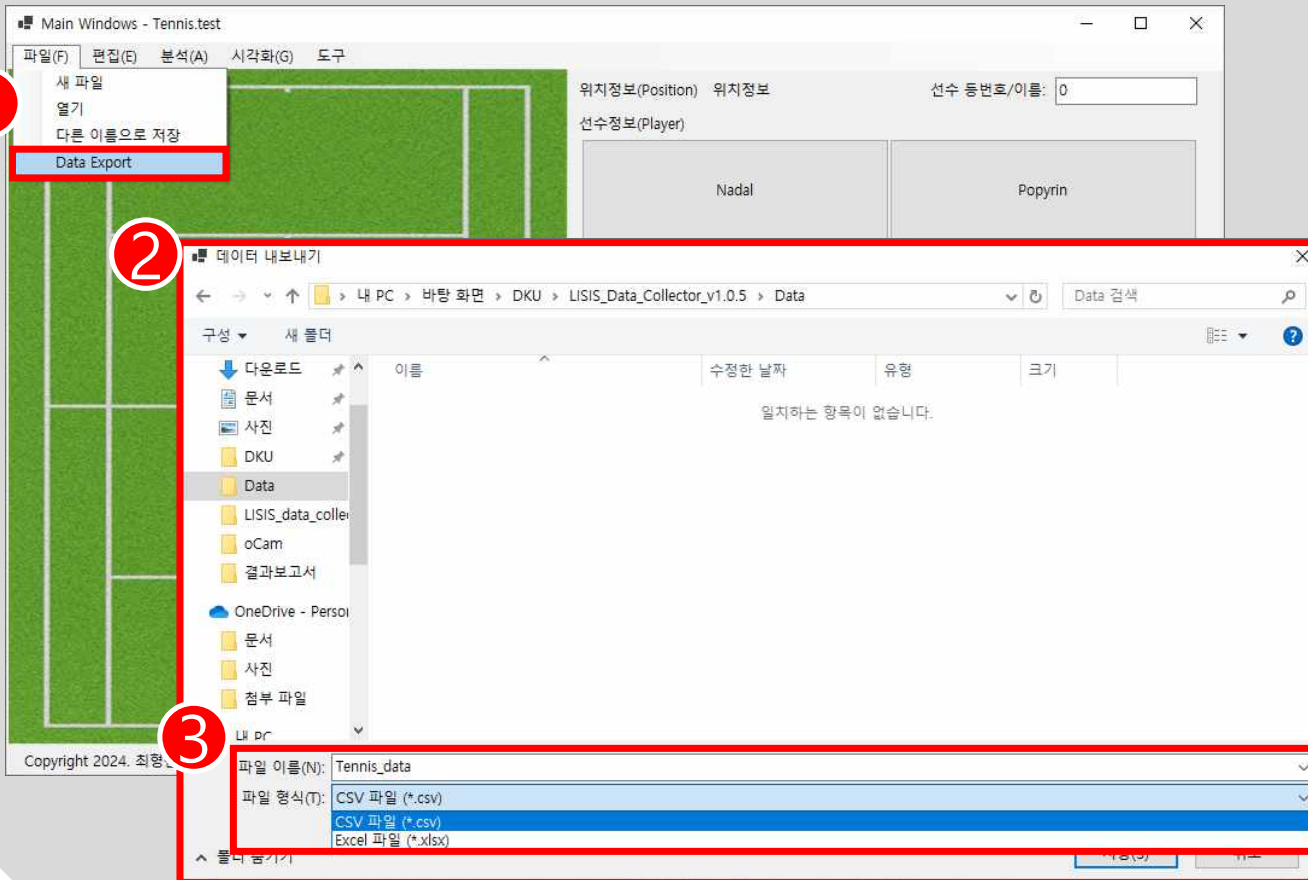 Main Windows - Tennis.test
파일(F) 편집(E) 분석(A) 시각화(G) 도구
새 파일
열기
다른 이름으로 저장
Data Export
위치정보(Position) 위치정보
선수 등번호/이름: 0
선수정보(Player)
Nadal
Popyrin
2
데이터 내보내기
내 PC › 바탕 화면 › DKU › LISIS_Data_Collector_v1.0.5 › Data
Data 검색
구성
새 폴더
이름
수정한 날짜
유형
크기
일치하는 항목이 없습니다.
다운로드
문서
사진
DKU
Data
LISIS_data_colle
oCam
결과보고서
OneDrive - Perso
문서
사진
첨부 파일
내 PC
3
Copyright 2024. 최형
파일 이름(N): Tennis_data
파일 형식(T): CSV 파일 (*.csv)
CSV 파일 (*.csv)
Excel 파일 (*.xlsx)